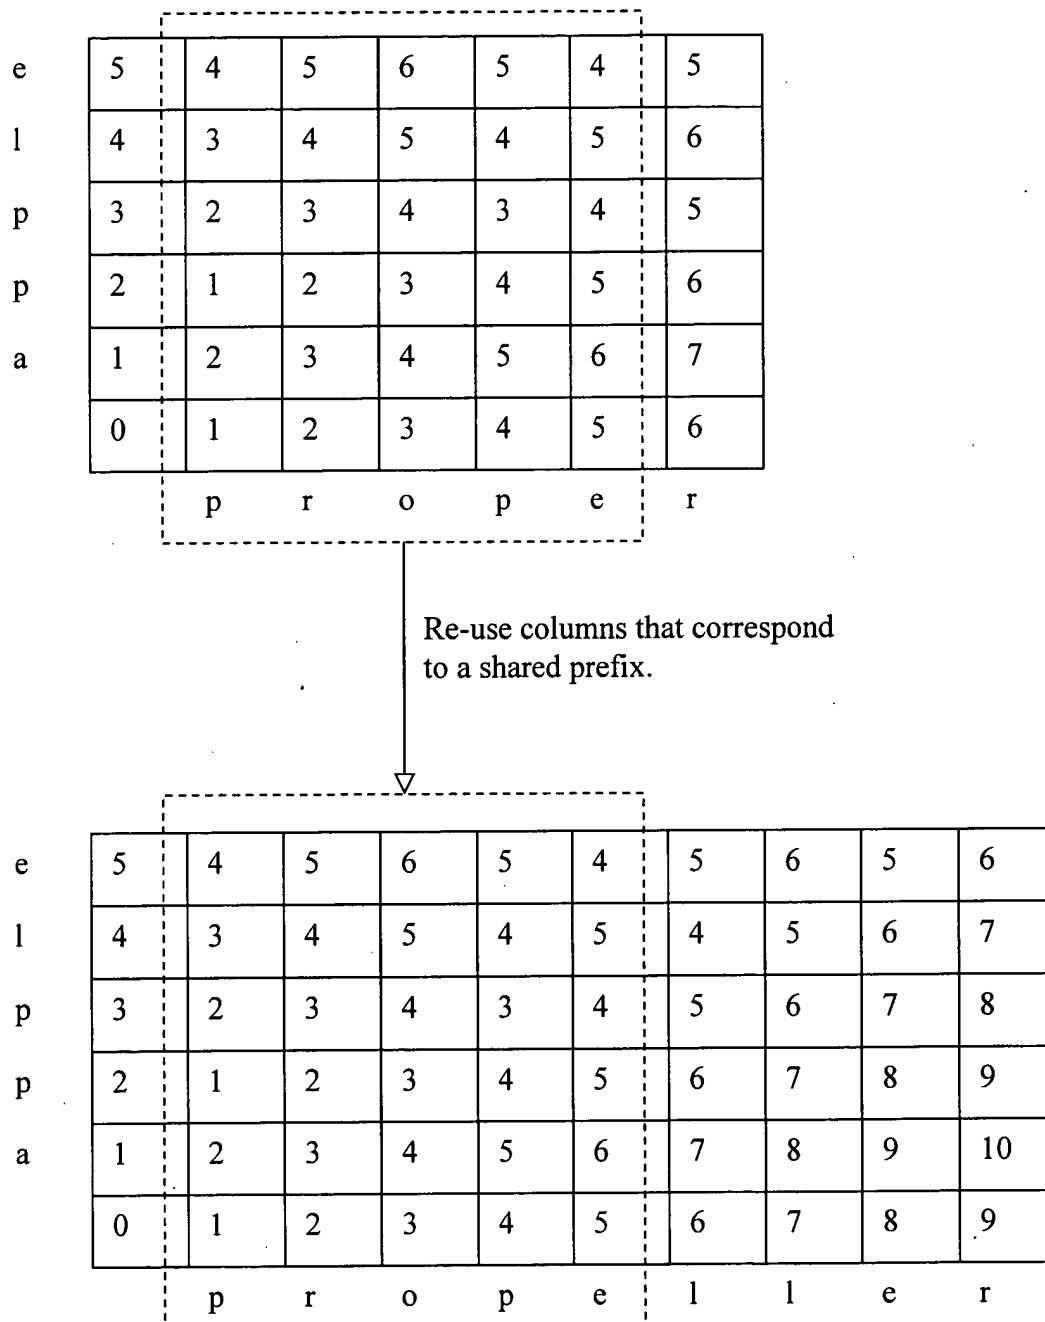 e 5 4 5 6 5 4 5
l 4 3 4 5 4 5 6
p 3 2 3 4 3 4 5
p 2 1 2 3 4 5 6
a 1 2 3 4 5 6 7
0 1 2 3 4 5 6
p r o p e r
Re-use columns that correspond
to a shared prefix.
e 5 4 5 6 5 4 5 6 5 6
l 4 3 4 5 4 5 4 5 6 7
p 3 2 3 4 3 4 5 6 7 8
p 2 1 2 3 4 5 6 7 8 9
a 1 2 3 4 5 6 7 8 9 10
0 1 2 3 4 5 6 7 8 9
p r o p e l l e r